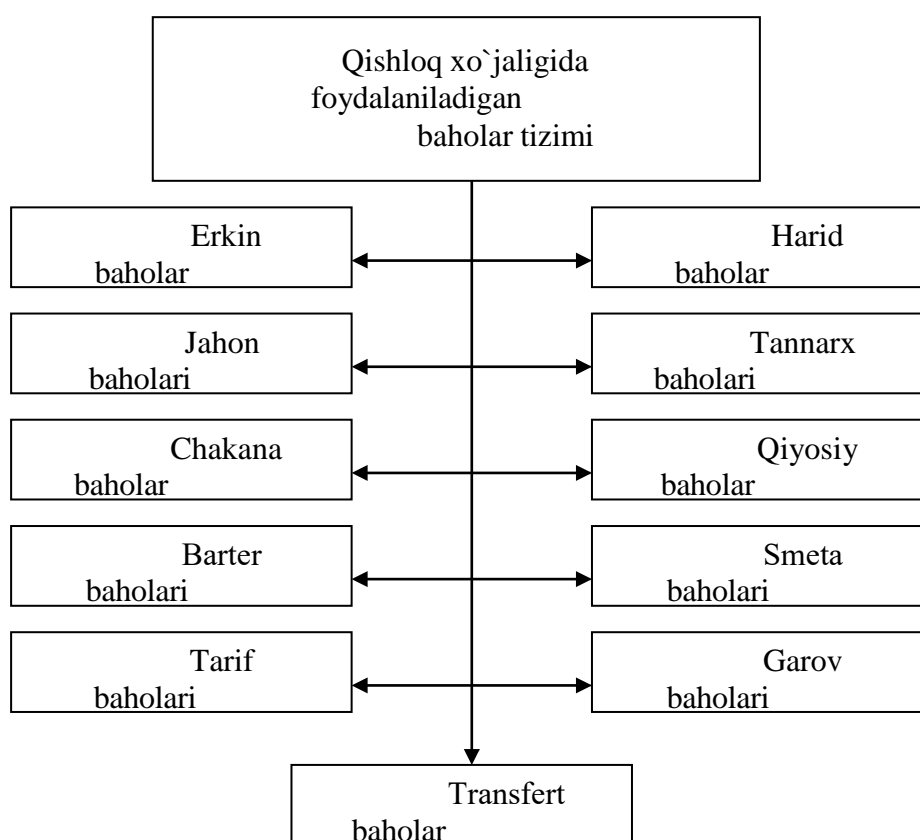 Qishloq xo`jaligida
foydalaniladigan
baholar tizimi
Erkin
baholar
Harid
baholar
Jahon
baholari
Tannarx
baholari
Chakana
baholar
Qiyosiy
baholar
Barter
baholari
Smeta
baholari
Tarif
baholari
Garov
baholari
Transfert
baholar